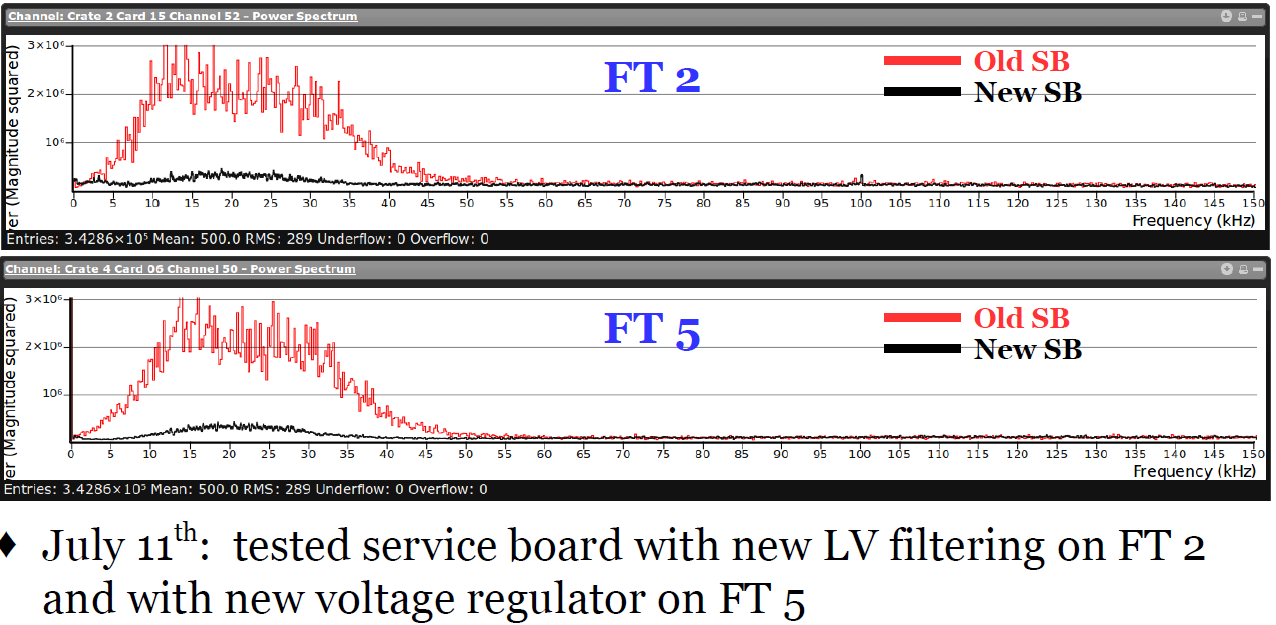 Channel: Crate 2 Card 15 Channel 52 - Power Spectrum
3×10⁶
2×10⁶
10⁶
er (Magnitude squared)
FT 2
Old SB
New SB
0 5 10 15 20 25 30 35 40 45 50 55 60 65 70 75 80 85 90 95 100 105 110 115 120 125 130 135 140 145 150
Frequency (kHz)
Entries: 3.4286×10⁵ Mean: 500.0 RMS: 289 Underflow: 0 Overflow: 0
Channel: Crate 4 Card 06 Channel 50 - Power Spectrum
3×10⁶
2×10⁶
10⁶
er (Magnitude squared)
FT 5
Old SB
New SB
0 5 10 15 20 25 30 35 40 45 50 55 60 65 70 75 80 85 90 95 100 105 110 115 120 125 130 135 140 145 150
Frequency (kHz)
Entries: 3.4286×10⁵ Mean: 500.0 RMS: 289 Underflow: 0 Overflow: 0
♦ July 11th: tested service board with new LV filtering on FT 2
and with new voltage regulator on FT 5